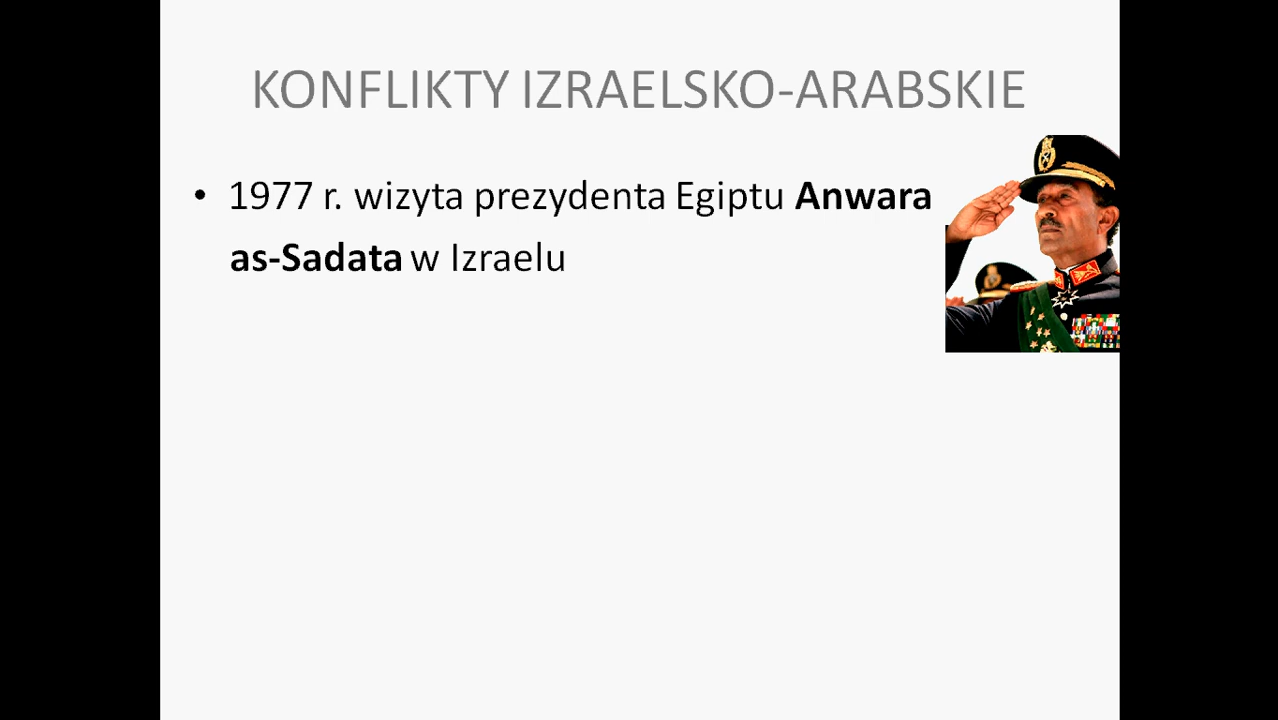 KONFLIKTY IZRAELSKO-ARABSKIE
• 1977 r. wizyta prezydenta Egiptu Anwara
as-Sadata w Izraelu